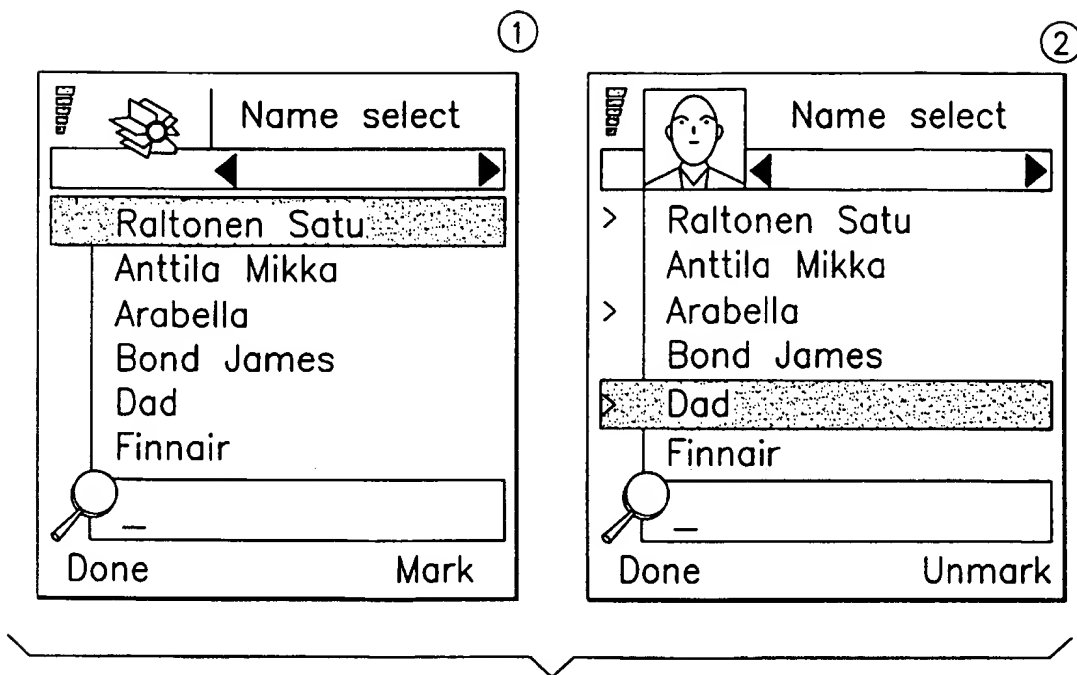 1
Name select
Raltonen Satu
Anttila Mikka
Arabella
Bond James
Dad
Finnair
_
Done Mark
2
Name select
> Raltonen Satu
Anttila Mikka
> Arabella
Bond James
> Dad
Finnair
_
Done Unmark